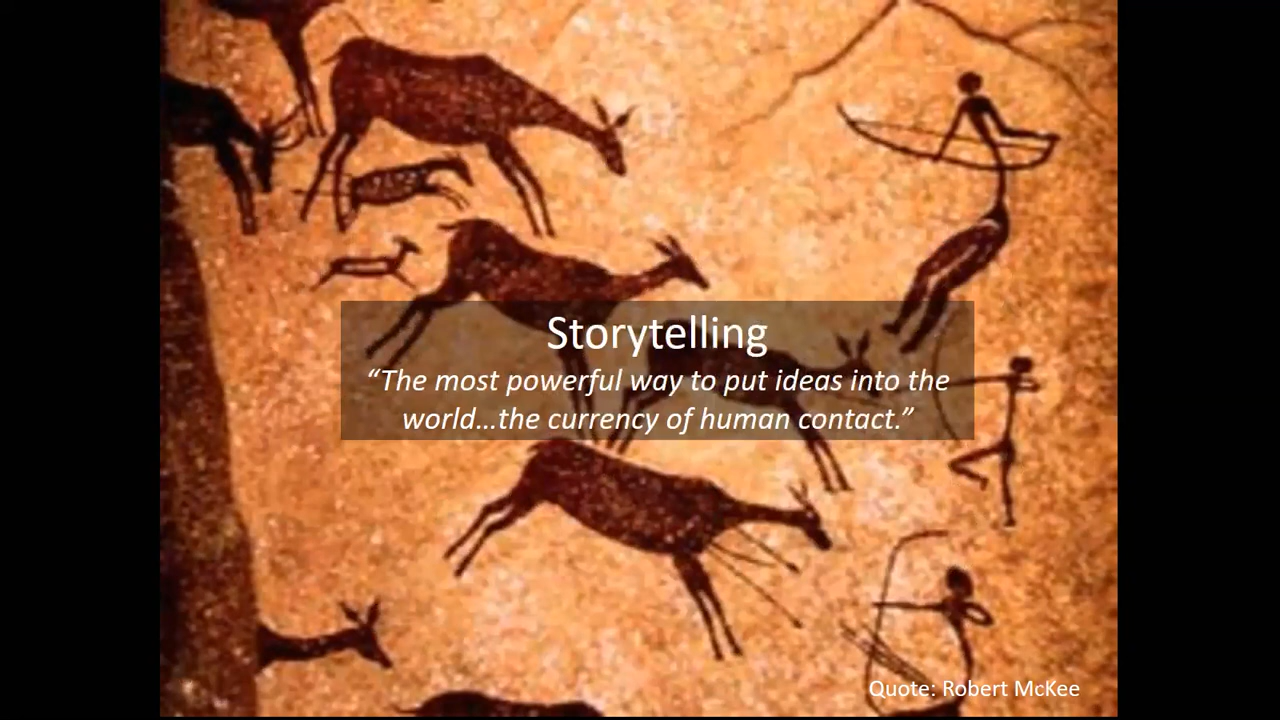 Storytelling
“The most powerful way to put ideas into the
world...the currency of human contact.”
Quote: Robert McKee